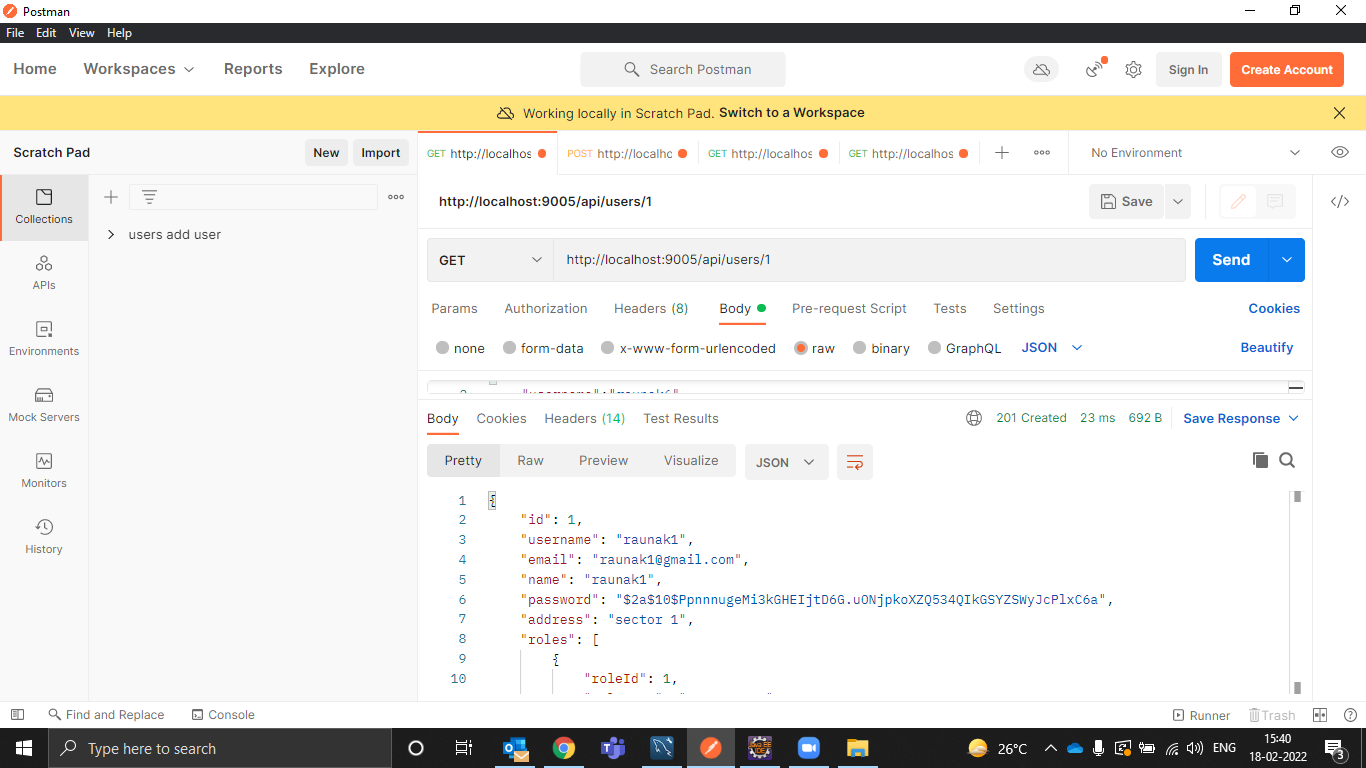 Postman
File Edit View Help
Home Workspaces Reports Explore Search Postman Sign In Create Account
Working locally in Scratch Pad. Switch to a Workspace
Scratch Pad New Import
GET http://localhos POST http://localhc GET http://localhos GET http://localhos No Environment
Collections
APIs
Environments
Mock Servers
Monitors
History
users add user
http://localhost:9005/api/users/1 Save
GET http://localhost:9005/api/users/1 Send
Params Authorization Headers (8) Body Pre-request Script Tests Settings Cookies
none form-data x-www-form-urlencoded raw binary GraphQL JSON Beautify
Body Cookies Headers (14) Test Results 201 Created 23 ms 692 B Save Response
Pretty Raw Preview Visualize JSON
1 {
2 "id": 1,
3 "username": "raunak1",
4 "email": "raunak1@gmail.com",
5 "name": "raunak1",
6 "password": "$2a$10$PpnnnugeMi3kGHEIjtD6G.uONjpkoXZQ534QIkGSYZSWyJcPlxC6a",
7 "address": "sector 1",
8 "roles": [
9 {
10 "roleId": 1,
Find and Replace Console Runner Trash
Type here to search 26°C ENG 15:40
18-02-2022 3